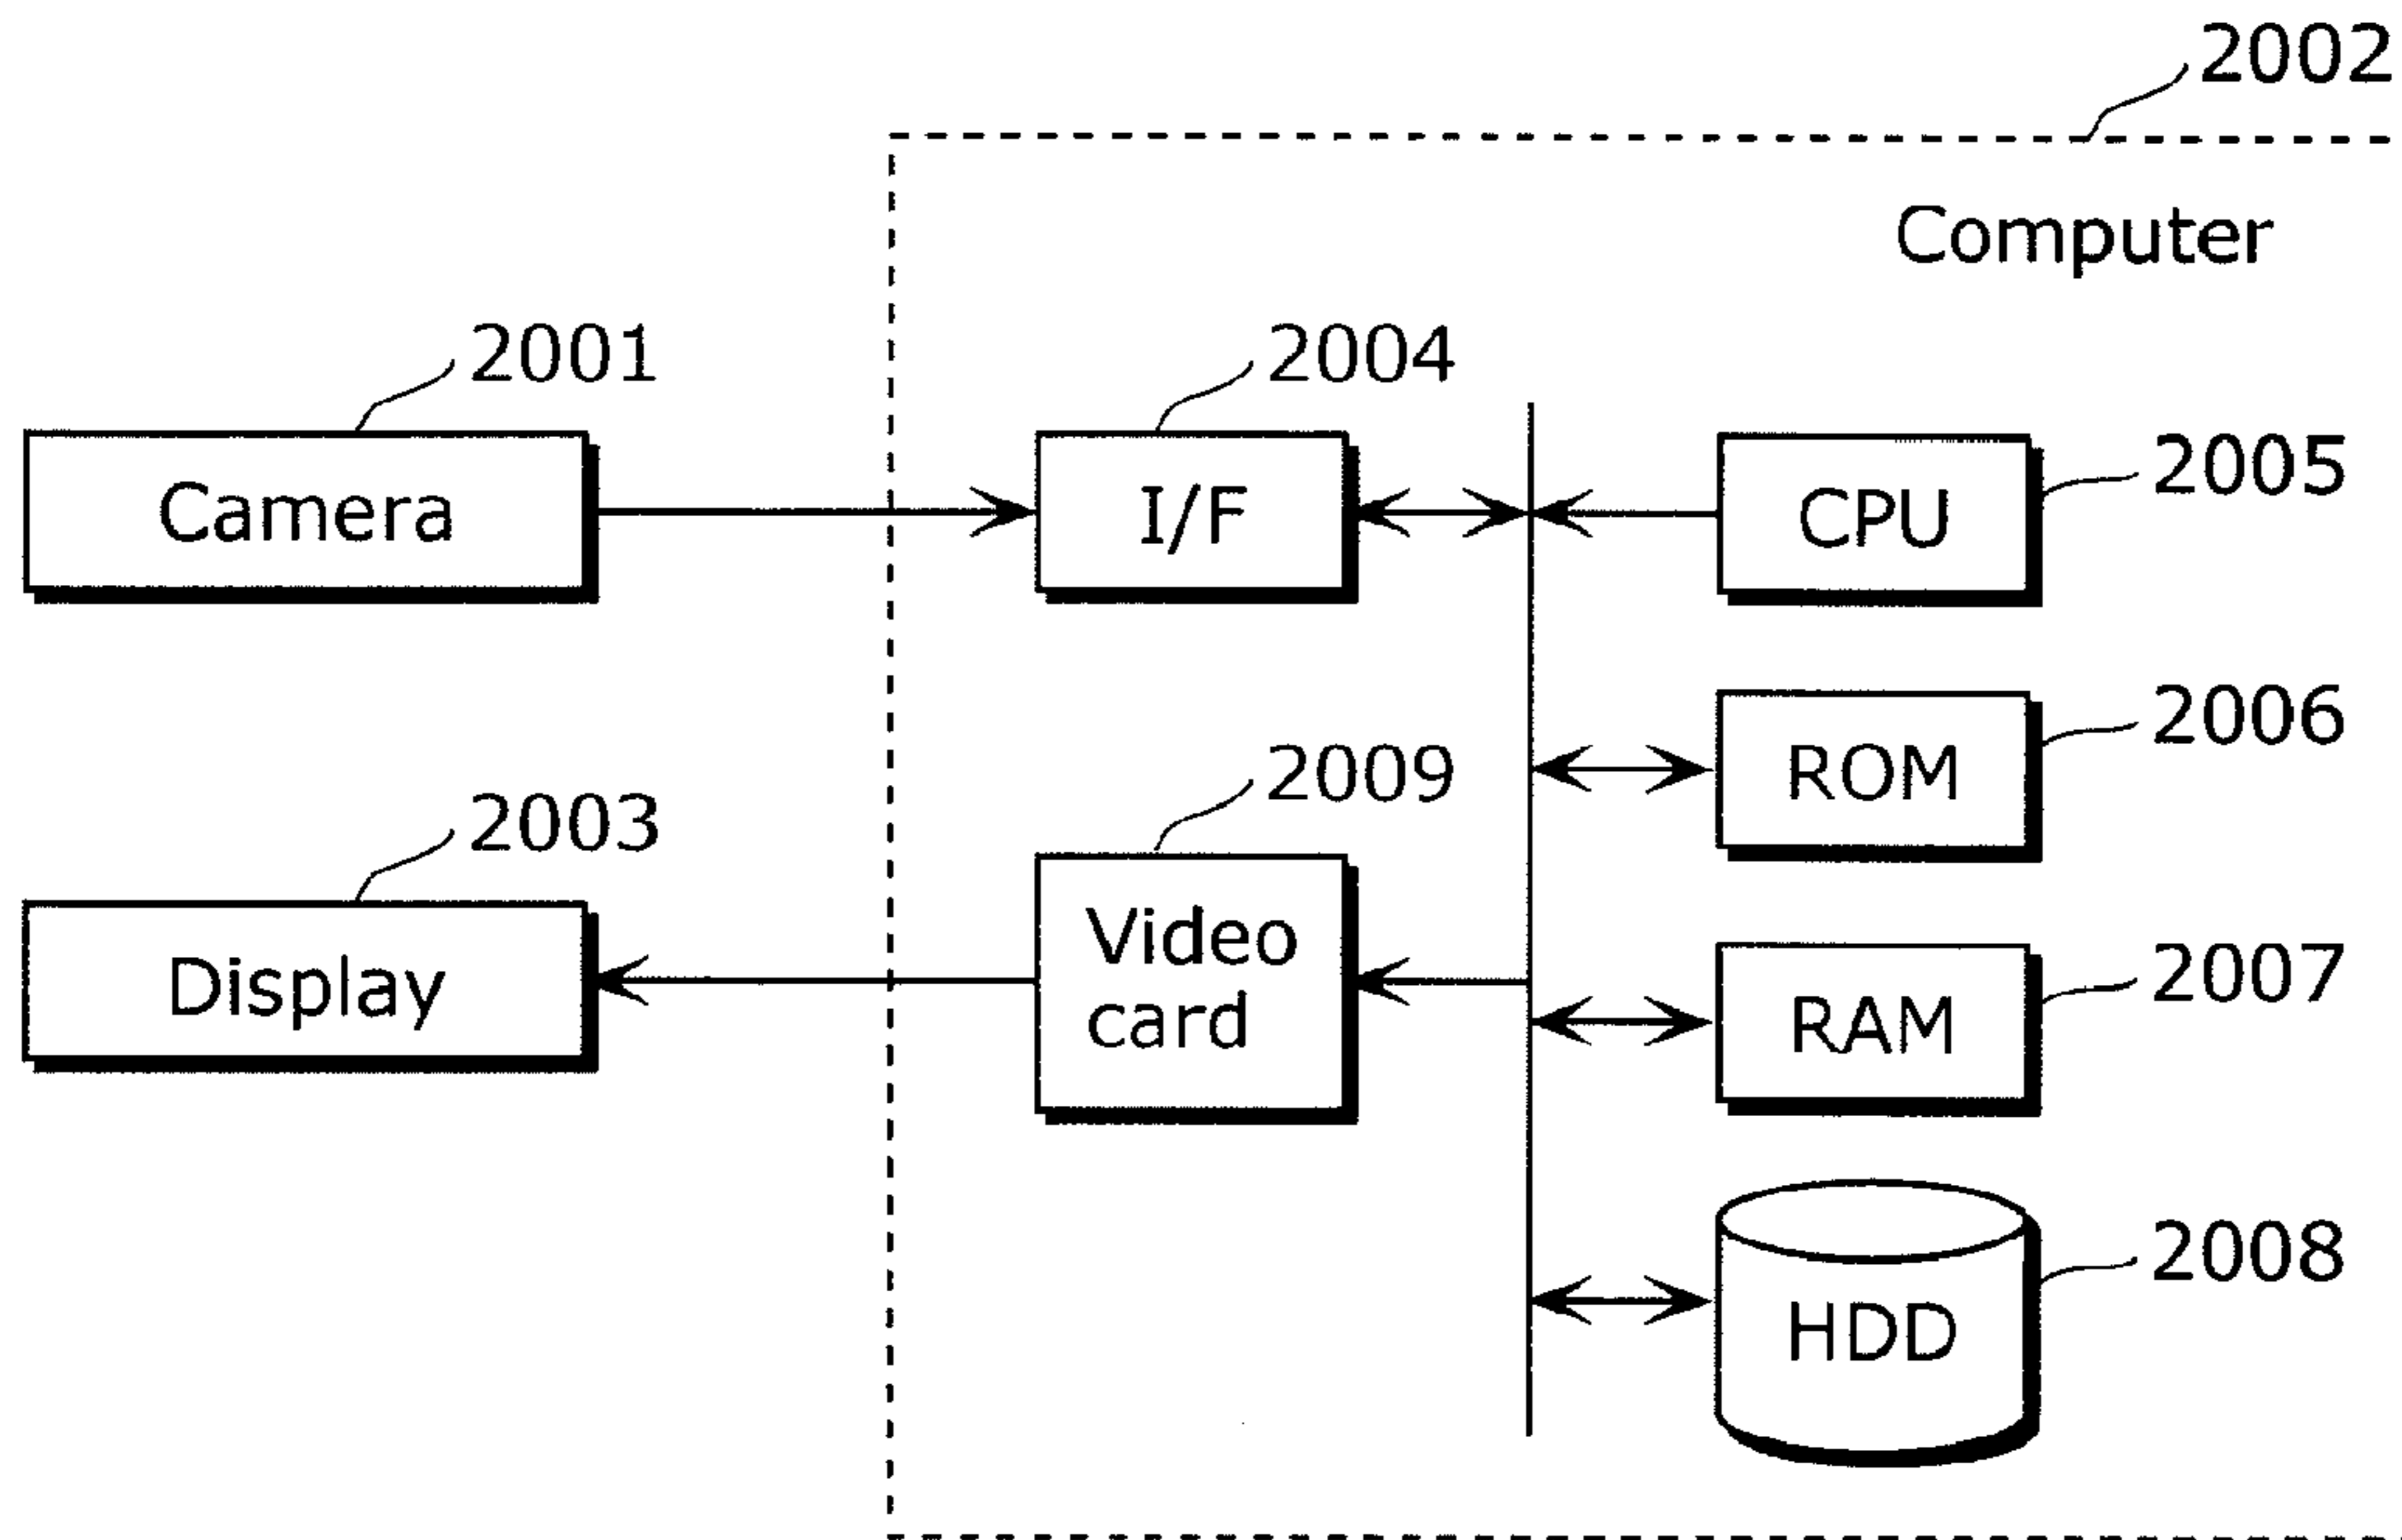 2002
Computer
2001
2004
Camera
I/F
CPU
2005
2003
2009
ROM
2006
Display
Video
card
RAM
2007
HDD
2008